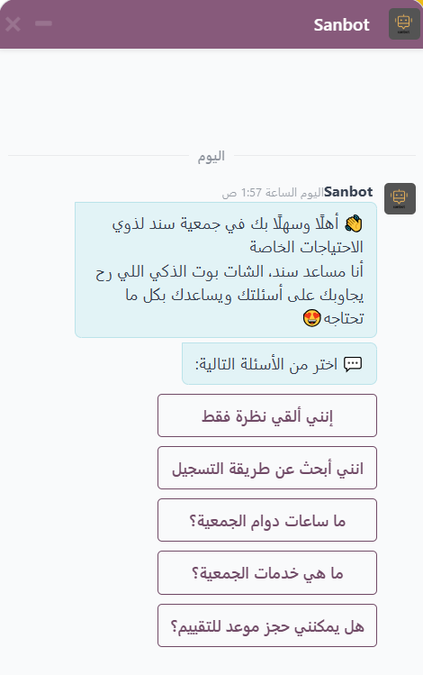 Sanbot
اليوم
Sanbot اليوم الساعة 1:57 ص
👋 أهلًا وسهلًا بك في جمعية سند لذوي
الاحتياجات الخاصة
أنا مساعد سند، الشات بوت الذكي اللي رح
يجاوبك على أسئلتك ويساعدك بكل ما
تحتاجه 😍
💬 اختر من الأسئلة التالية:
إنني ألقي نظرة فقط
انني أبحث عن طريقة التسجيل
ما ساعات دوام الجمعية؟
ما هي خدمات الجمعية؟
هل يمكنني حجز موعد للتقييم؟